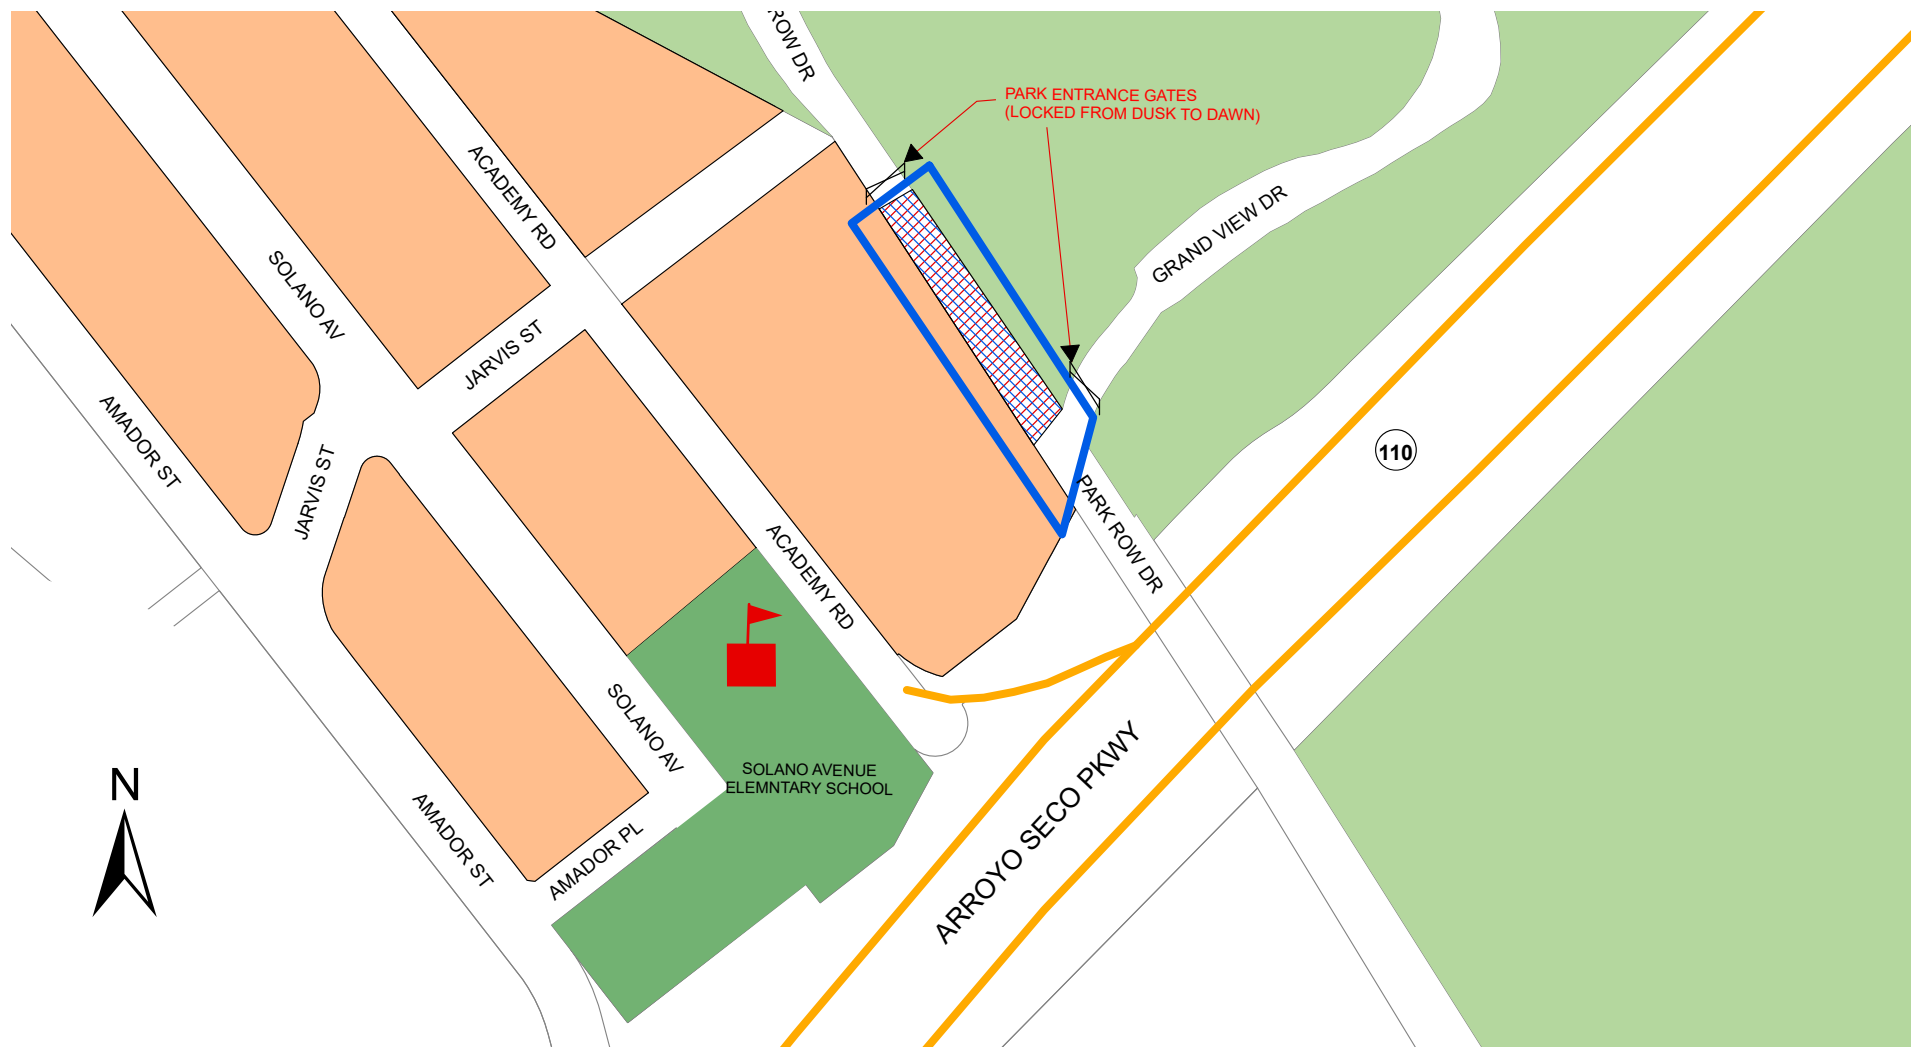 ROW DR
PARK ENTRANCE GATES
(LOCKED FROM DUSK TO DAWN)
ACADEMY RD
GRAND VIEW DR
SOLANO AV
JARVIS ST
AMADOR ST
JARVIS ST
110
PARK ROW DR
ACADEMY RD
SOLANO AV
SOLANO AVENUE
ELEMNTARY SCHOOL
ARROYO SECO PKWY
N
AMADOR ST
AMADOR PL